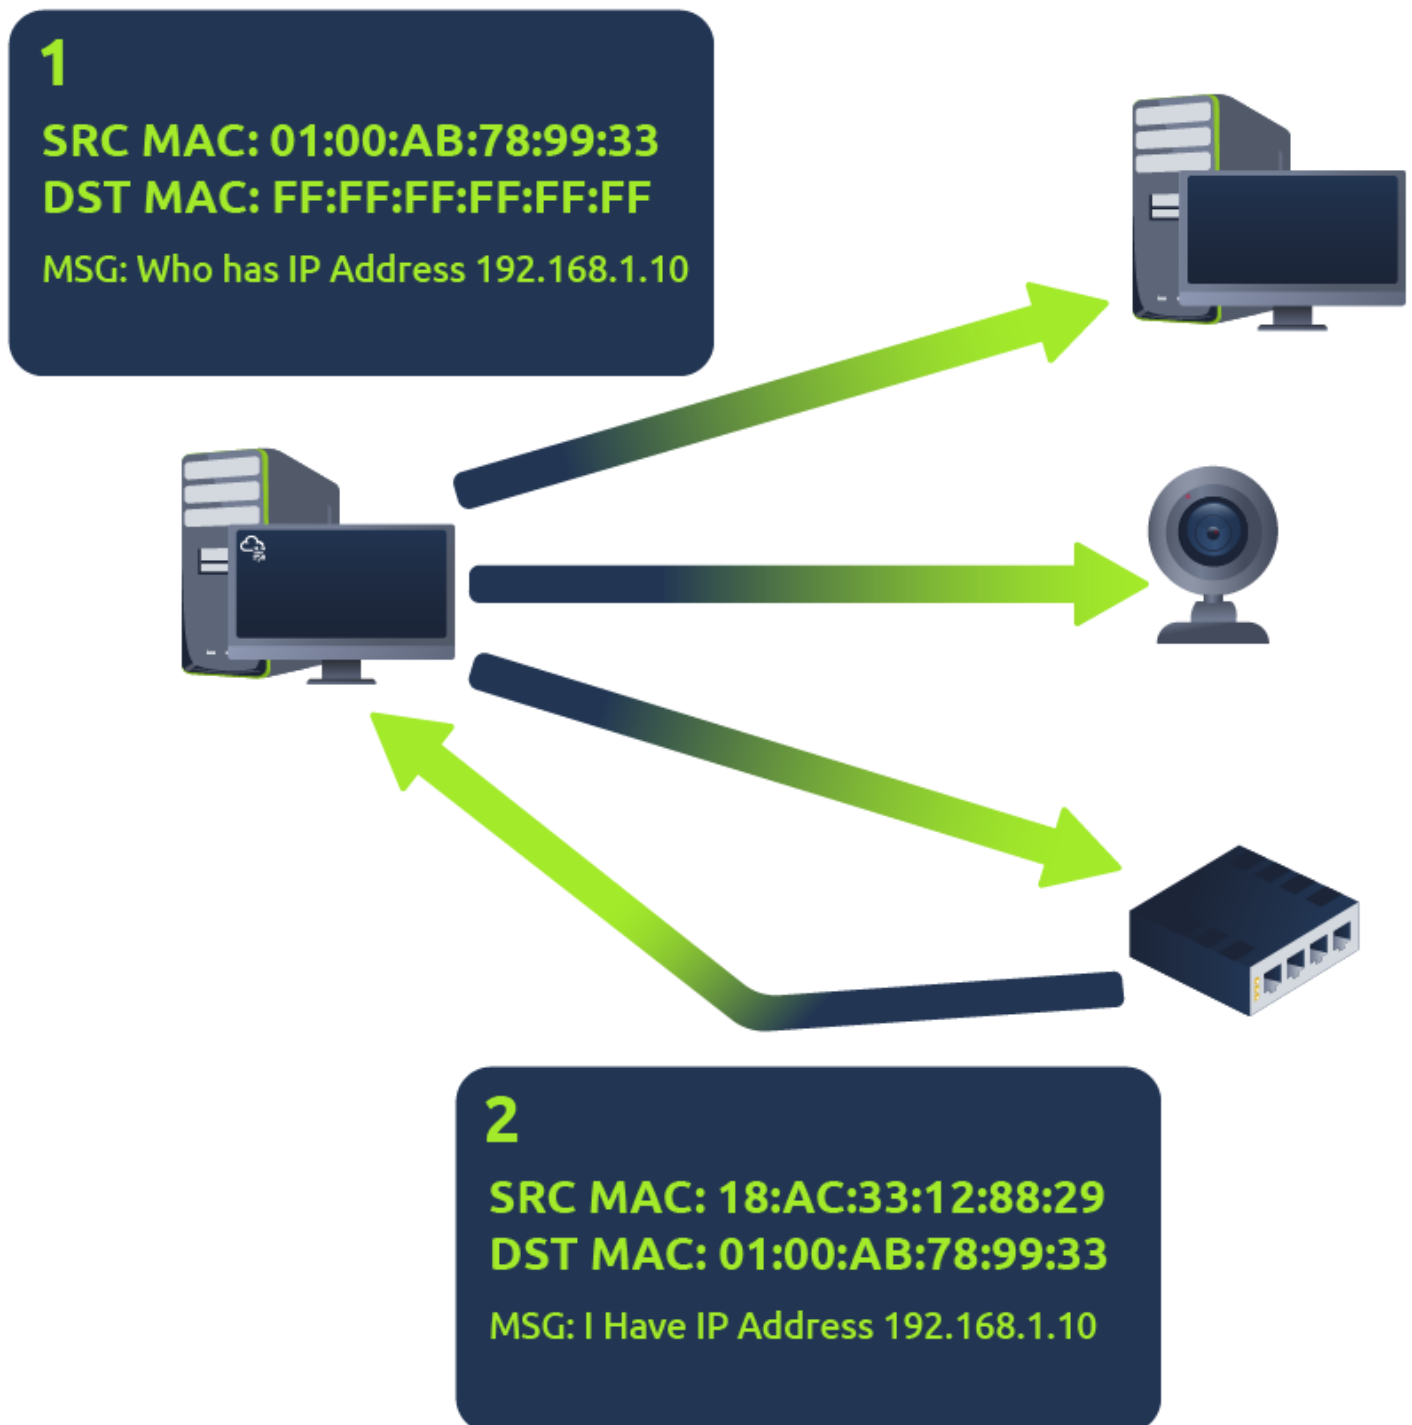 1
SRC MAC: 01:00:AB:78:99:33
DST MAC: FF:FF:FF:FF:FF:FF
MSG: Who has IP Address 192.168.1.10
2
SRC MAC: 18:AC:33:12:88:29
DST MAC: 01:00:AB:78:99:33
MSG: I Have IP Address 192.168.1.10